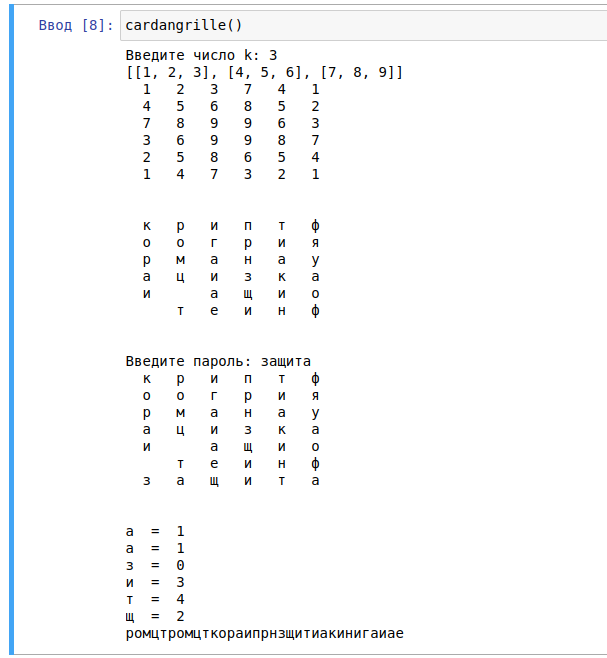 Ввод [8]: cardangrille()
Введите число k: 3
[[1, 2, 3], [4, 5, 6], [7, 8, 9]]
1 2 3 7 4 1
4 5 6 8 5 2
7 8 9 9 6 3
3 6 9 9 8 7
2 5 8 6 5 4
1 4 7 3 2 1
к р и п т ф
о о г р и я
р м а н а у
а ц и з к а
и а щ и о
т е и н ф
Введите пароль: защита
к р и п т ф
о о г р и я
р м а н а у
а ц и з к а
и а щ и о
т е и н ф
з а щ и т а
а = 1
а = 1
з = 0
и = 3
т = 4
щ = 2
ромцтромцткораипрнзщитиакинигаиае